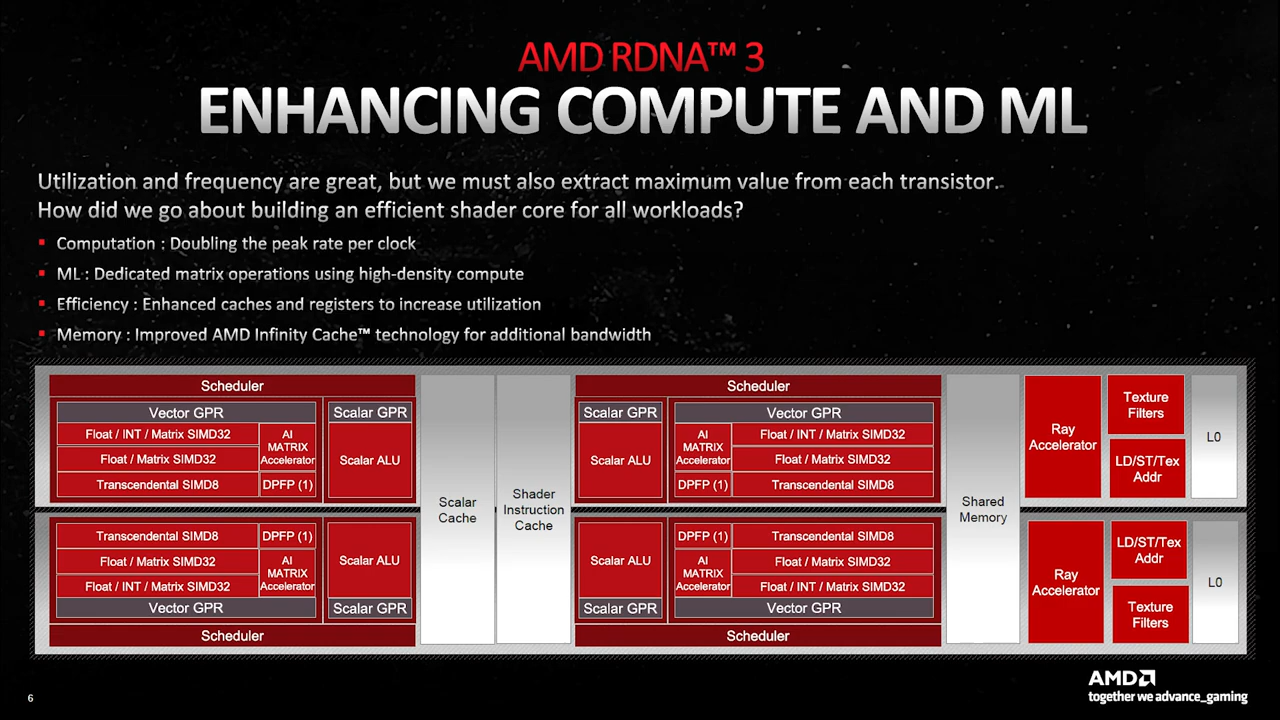 AMD RDNA™ 3
ENHANCING COMPUTE AND ML
Utilization and frequency are great, but we must also extract maximum value from each transistor.
How did we go about building an efficient shader core for all workloads?
▪ Computation : Doubling the peak rate per clock
▪ ML : Dedicated matrix operations using high-density compute
▪ Efficiency : Enhanced caches and registers to increase utilization
▪ Memory : Improved AMD Infinity Cache™ technology for additional bandwidth
Scheduler
Vector GPR
Scalar GPR
Float / INT / Matrix SIMD32
Float / Matrix SIMD32
Transcendental SIMD8
AI
MATRIX
Accelerator
DPFP (1)
Scalar ALU
Transcendental SIMD8
DPFP (1)
Float / Matrix SIMD32
Float / INT / Matrix SIMD32
AI
MATRIX
Accelerator
Scalar ALU
Vector GPR
Scalar GPR
Scheduler
Scalar
Cache
Shader
Instruction
Cache
Scheduler
Scalar GPR
Vector GPR
Scalar ALU
AI
MATRIX
Accelerator
DPFP (1)
Float / INT / Matrix SIMD32
Float / Matrix SIMD32
Transcendental SIMD8
Scalar ALU
DPFP (1)
AI
MATRIX
Accelerator
Transcendental SIMD8
Float / Matrix SIMD32
Float / INT / Matrix SIMD32
Scalar GPR
Vector GPR
Scheduler
Shared
Memory
Ray
Accelerator
Texture
Filters
LD/ST/Tex
Addr
L0
Ray
Accelerator
LD/ST/Tex
Addr
Texture
Filters
L0
6
AMD
together we advance_gaming